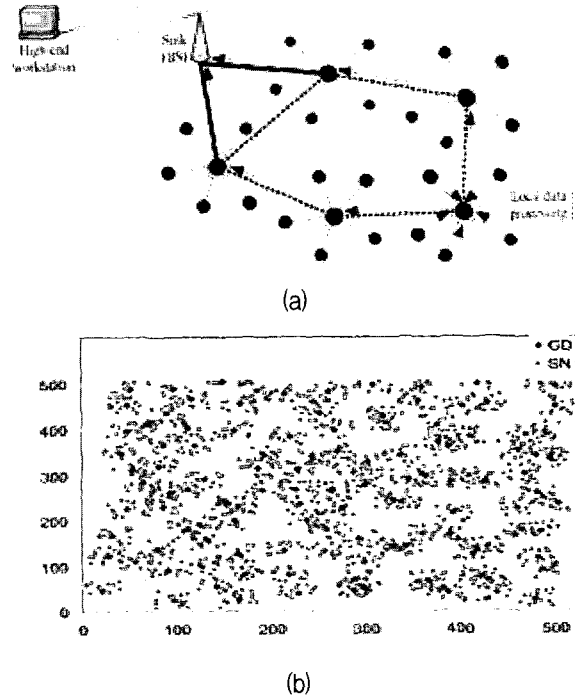 High-end
workstation
Sink
(BS)
Local data
processing
(a)
GD
SN
500
400
300
200
100
0
0
100
200
300
400
500
(b)